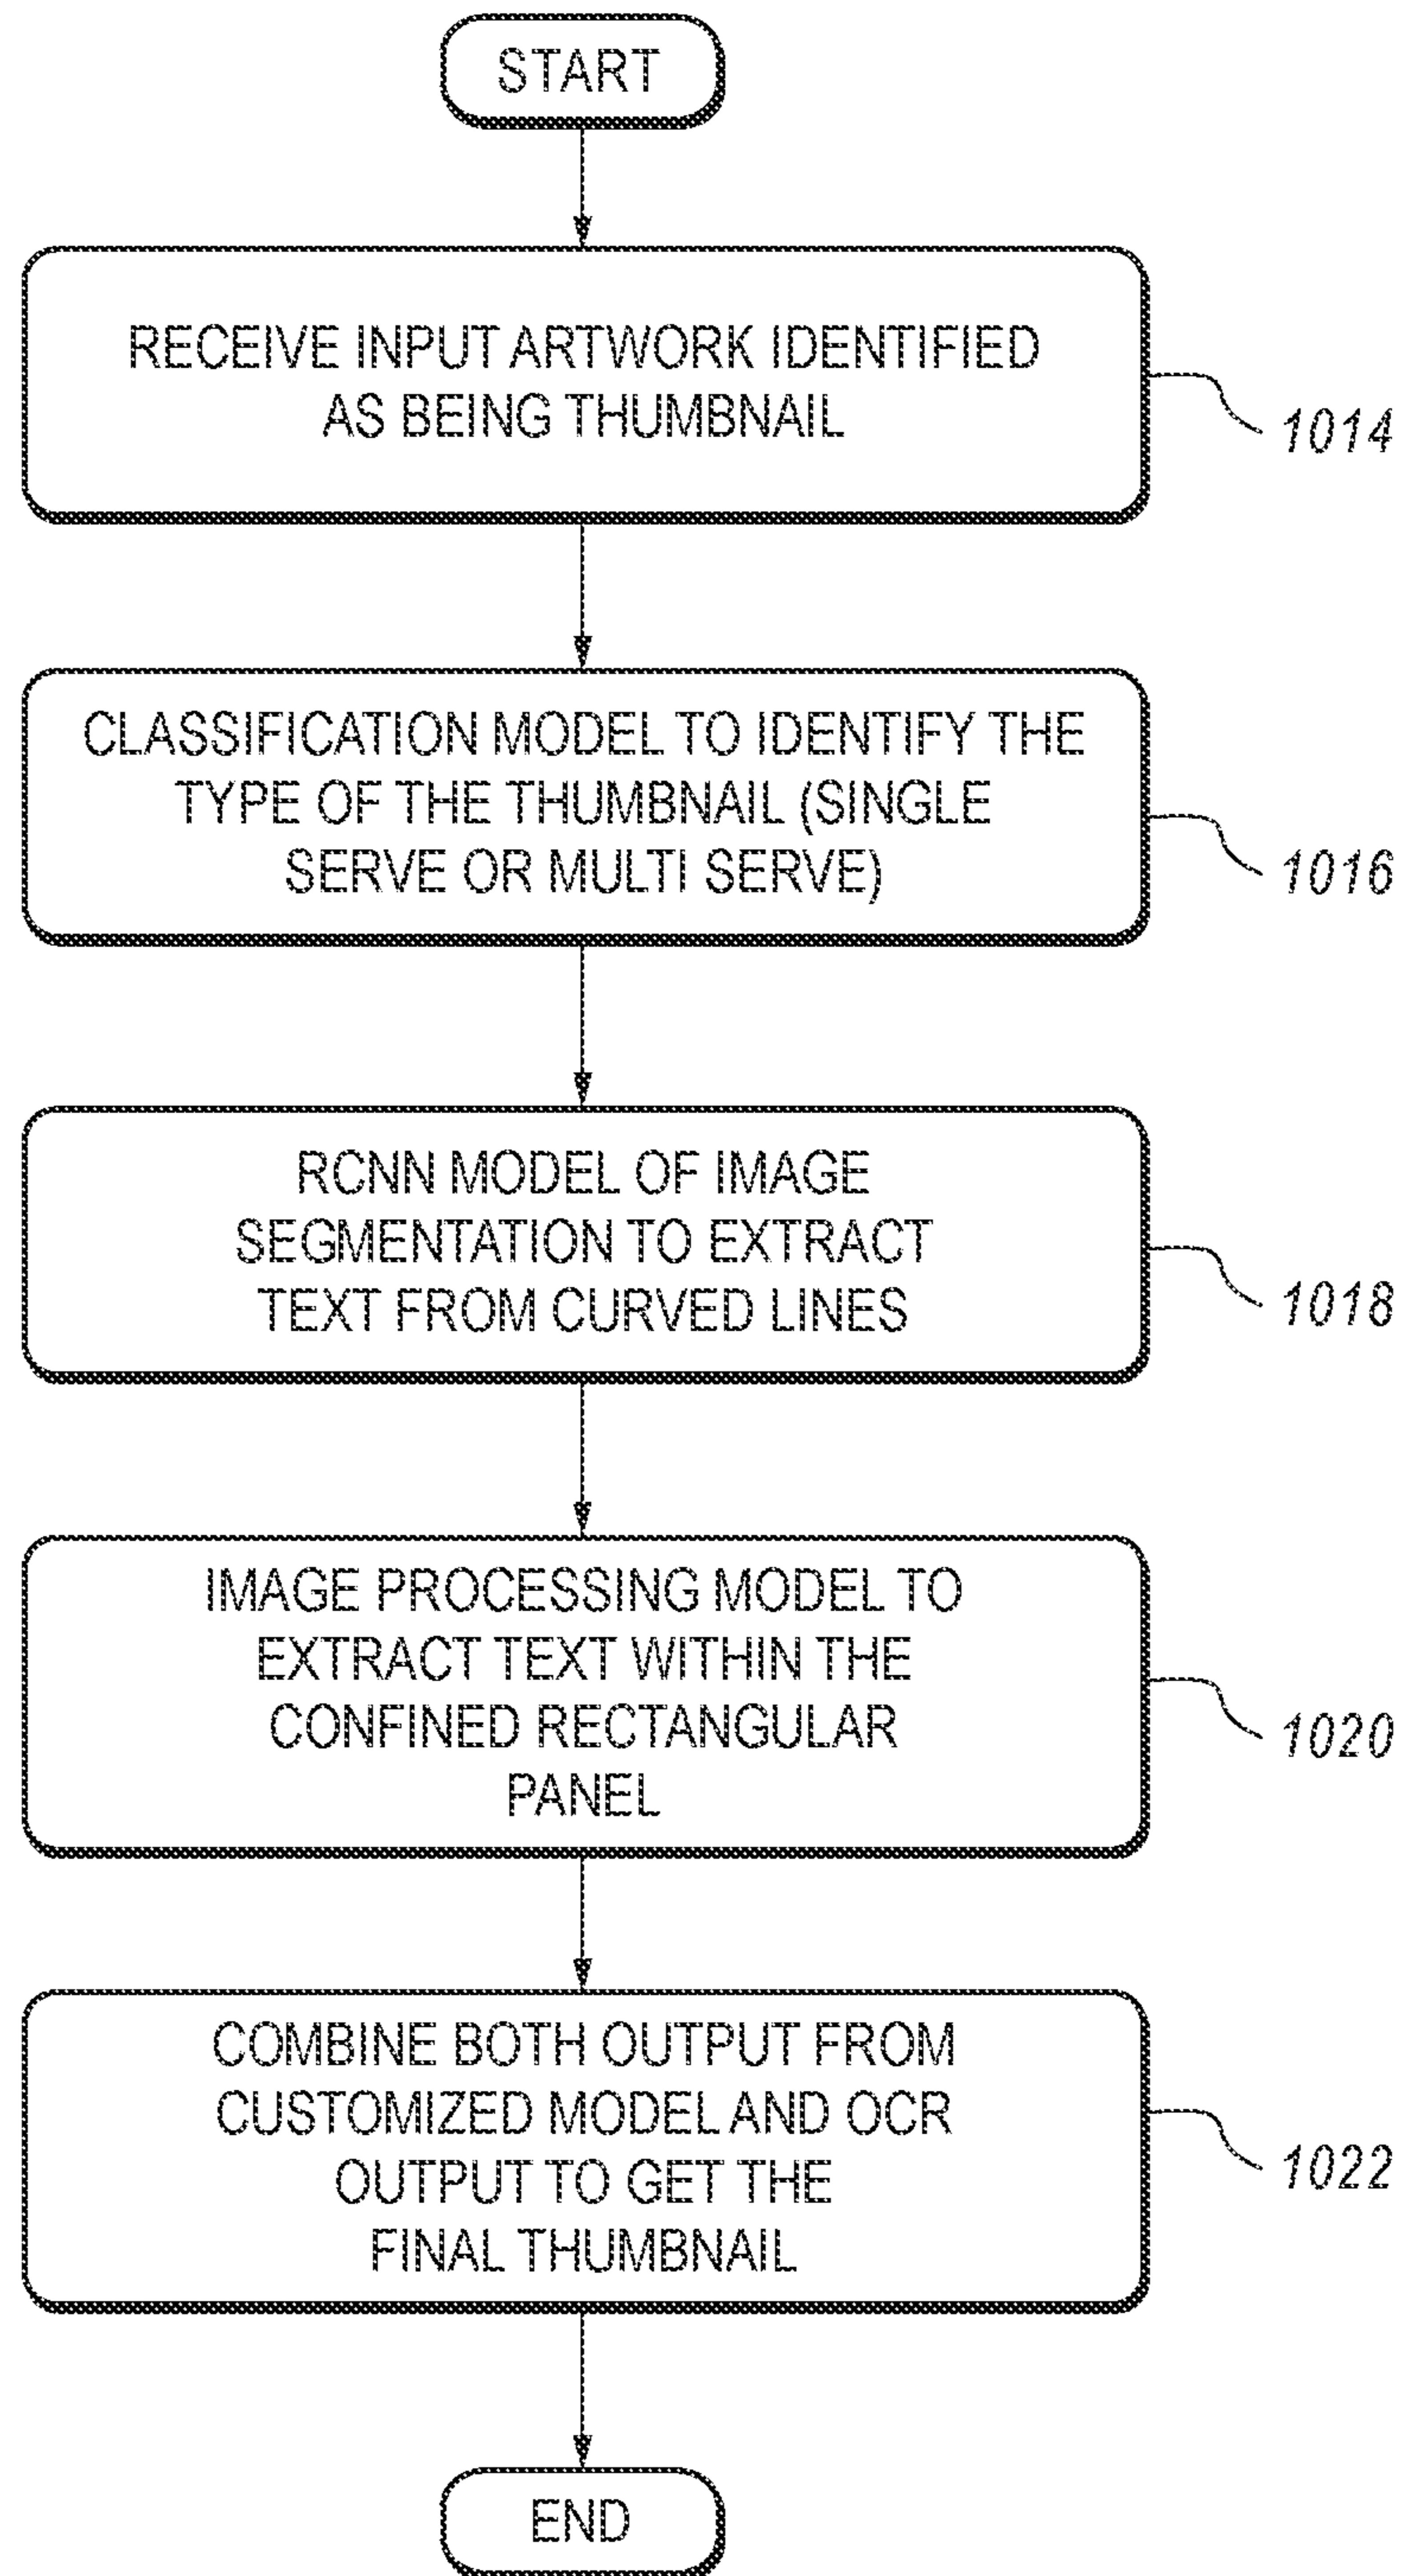 START
RECEIVE INPUT ARTWORK IDENTIFIED
AS BEING THUMBNAIL
1014
CLASSIFICATION MODEL TO IDENTIFY THE
TYPE OF THE THUMBNAIL (SINGLE
SERVE OR MULTI SERVE)
1016
RCNN MODEL OF IMAGE
SEGMENTATION TO EXTRACT
TEXT FROM CURVED LINES
1018
IMAGE PROCESSING MODEL TO
EXTRACT TEXT WITHIN THE
CONFINED RECTANGULAR
PANEL
1020
COMBINE BOTH OUTPUT FROM
CUSTOMIZED MODEL AND OCR
OUTPUT TO GET THE
FINAL THUMBNAIL
1022
END